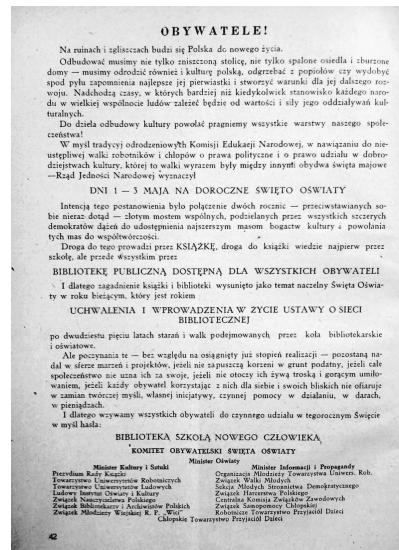 OBYWATELE!
Na ruinach i zgliszczach budzi się Polska do nowego życia.
Odbudować musimy nie tylko zniszczoną stolicę, nie tylko spalone osiedla i zburzone
domy — musimy odrodzić również i kulturę polską, odgrzebać z popiołów czy wydobyć
spod pyłu zapomnienia najlepsze jej pierwiastki i stworzyć warunki dla jej dalszego roz-
woju. Nadchodzą czasy, w których bardziej niż kiedykolwiek stanowisko każdego naro-
du w wielkiej wspólnocie ludów zależeć będzie od wartości i siły jego oddziaływań kul-
turalnych.
Do dzieła odbudowy kultury powołać pragniemy wszystkie warstwy naszego społe-
czeństwa!
W myśl tradycyj odrodzeniowych Komisji Edukacji Narodowej, w nawiązaniu do nie-
ustępliwej walki robotników i chłopów o prawa polityczne i o prawo udziału w dobro-
dziejstwach kultury, której to walki wyrazem były między innymi obydwa święta majowe
—Rząd Jedności Narodowej wyznaczył
DNI 1 — 3 MAJA NA DOROCZNE ŚWIĘTO OŚWIATY
Intencją tego postanowienia było połączenie dwóch rocznic — przeciwstawianych so-
bie nieraz dotąd — złotym mostem wspólnych, podzielanych przez wszystkich szczerych
demokratów dążeń do udostępnienia najszerszym masom bogactw kultury i powołania
tych mas do współtwórczości.
Droga do tego prowadzi przez KSIĄŻKĘ, droga do książki wiedzie najpierw przez
szkołę, ale przede wszystkim przez
BIBLIOTEKĘ PUBLICZNĄ DOSTĘPNĄ DLA WSZYSTKICH OBYWATELI
I dlatego zagadnienie książki i biblioteki wysunięto jako temat naczelny Święta Oświa-
ty w roku bieżącym, który jest rokiem
UCHWALENIA I WPROWADZENIA W ŻYCIE USTAWY O SIECI
BIBLIOTECZNEJ
po dwudziestu pięciu latach starań i walk podejmowanych przez koła bibliotekarskie
i oświatowe.
Ale poczynania te — bez względu na osiągnięty już stopień realizacji — pozostaną na-
dal w sferze marzeń i projektów, jeżeli nie zapuszczą korzeni w grunt podatny, jeżeli całe
społeczeństwo nie uzna ich za swoje, jeżeli nie otoczy ich żywą troską i gorącym umiło-
waniem, jeżeli każdy obywatel korzystając z nich dla siebie i swoich bliskich nie ofiaruje
w zamian twórczej myśli, własnej inicjatywy, czynnej pomocy w działaniu, w darach,
w pieniądzach.
I dlatego wzywamy wszystkich obywateli do czynnego udziału w tegorocznym Święcie
w myśl hasła:
BIBLIOTEKA SZKOŁĄ NOWEGO CZŁOWIEKA
KOMITET OBYWATELSKI ŚWIĘTA OŚWIATY
Minister Oświaty
Minister Kultury i Sztuki Minister Informacji i Propagandy
Prezydium Rady Książki Organizacja Młodzieży Towarzystwa Uniwers. Rob.
Towarzystwo Uniwersytetów Robotniczych Związek Walki Młodych
Towarzystwo Uniwersytetów Ludowych Sekcja Młodych Stronnictwa Demokratycznego
Ludowy Instytut Oświaty i Kultury Związek Harcerstwa Polskiego
Związek Nauczycielstwa Polskiego Centralna Komisja Związków Zawodowych
Związek Bibliotekarzy i Archiwistów Polskich Związek Samopomocy Chłopskiej
Związek Młodzieży Wiejskiej R. P. „Wici" Robotnicze Towarzystwo Przyjaciół Dzieci
Chłopskie Towarzystwo Przyjaciół Dzieci
42